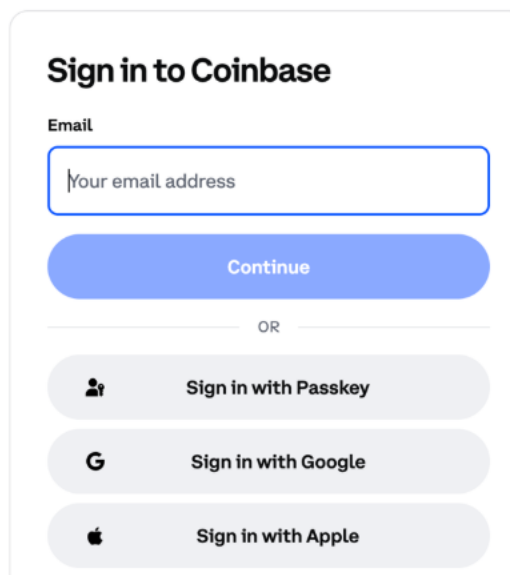 Sign in to Coinbase
Email
Your email address
Continue
OR
Sign in with Passkey
Sign in with Google
Sign in with Apple